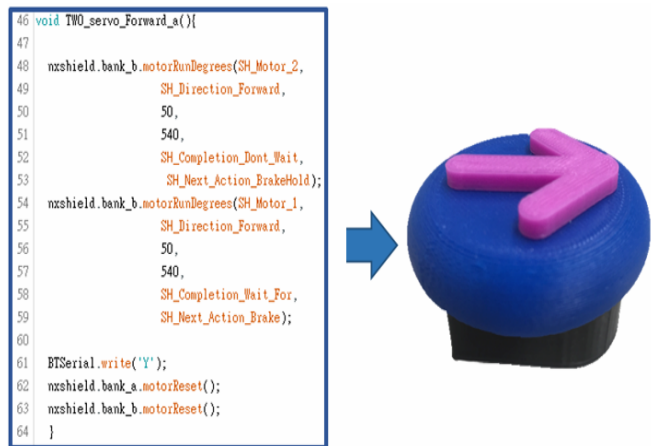 46 void TWO_servo_Forward_a(){
47
48 nxshield.bank_b.motorRunDegrees(SH_Motor_2,
49 SH_Direction_Forward,
50 50,
51 540,
52 SH_Completion_Dont_Wait,
53 SH_Next_Action_BrakeHold);
54 nxshield.bank_b.motorRunDegrees(SH_Motor_1,
55 SH_Direction_Forward,
56 50,
57 540,
58 SH_Completion_Wait_For,
59 SH_Next_Action_Brake);
60
61 BTSerial.write('Y');
62 nxshield.bank_a.motorReset();
63 nxshield.bank_b.motorReset();
64 }